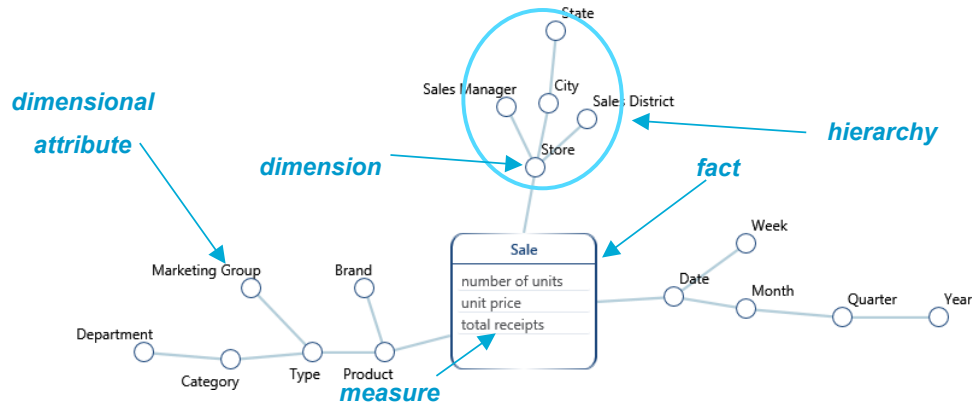 State
Sales Manager
City
Sales District
dimensional
attribute
hierarchy
dimension
Store
fact
Sale
number of units
unit price
total receipts
Week
Date
Month
Quarter
Year
Marketing Group
Brand
Department
Category
Type
Product
measure